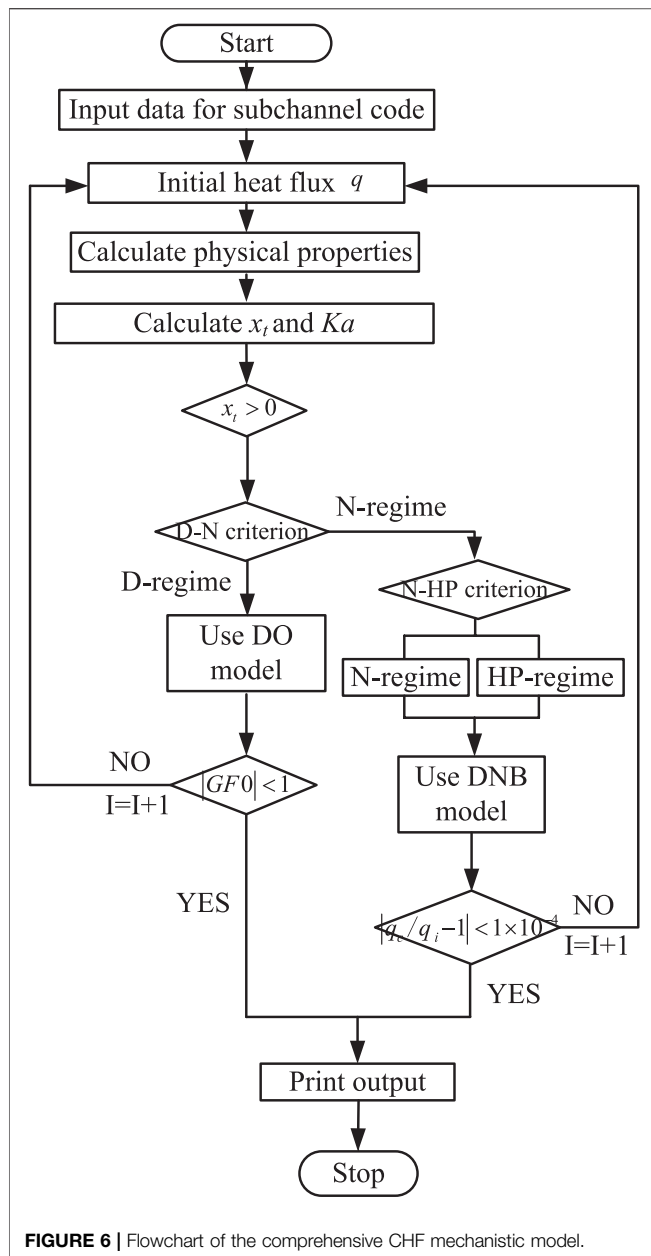 Start
Input data for subchannel code
Initial heat flux q
Calculate physical properties
Calculate x_t and Ka
x_t > 0
D-N criterion
N-regime
D-regime
N-HP criterion
Use DO
model
N-regime
HP-regime
NO
|GF0| < 1
I=I+1
Use DNB
model
YES
|q_c/q_i−1| < 1×10⁻⁴
NO
I=I+1
YES
Print output
Stop
FIGURE 6 | Flowchart of the comprehensive CHF mechanistic model.